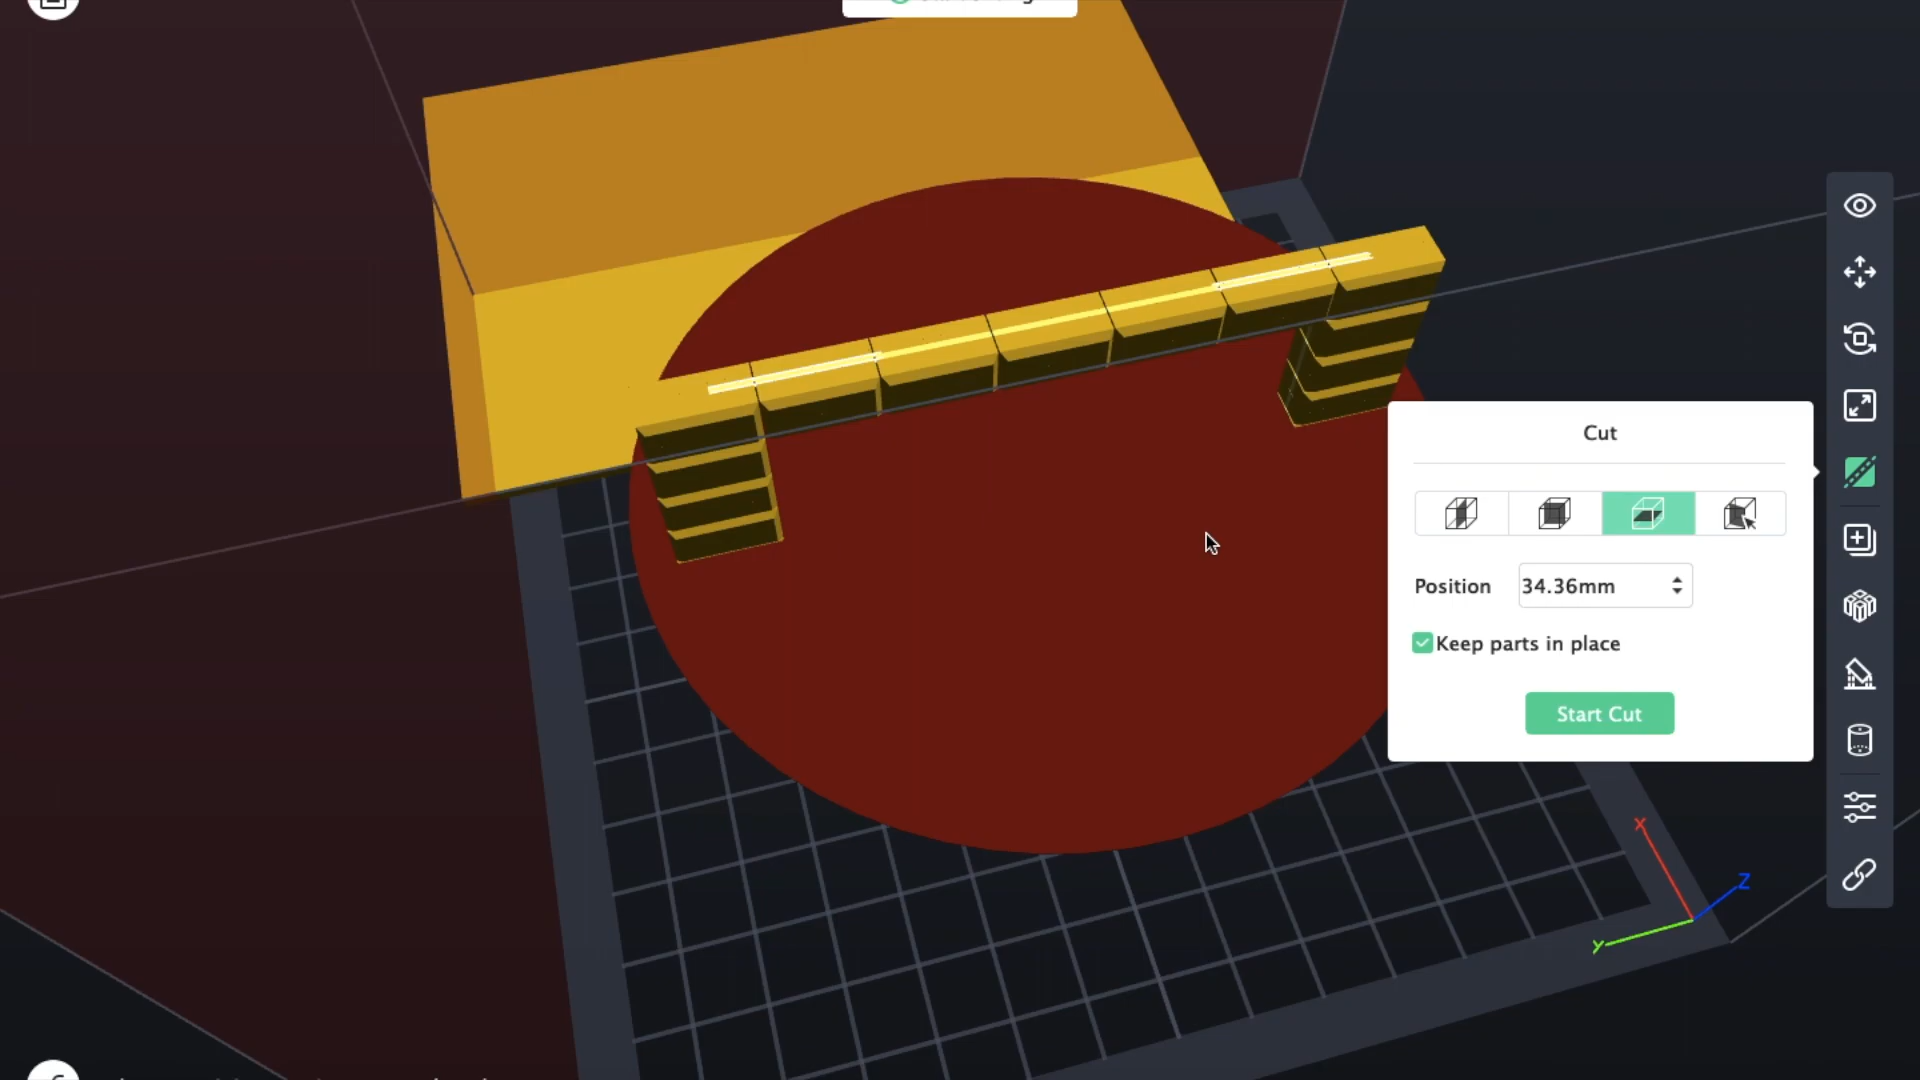 Cut
Position 34.36mm
Keep parts in place
Start Cut
X
Z
Y